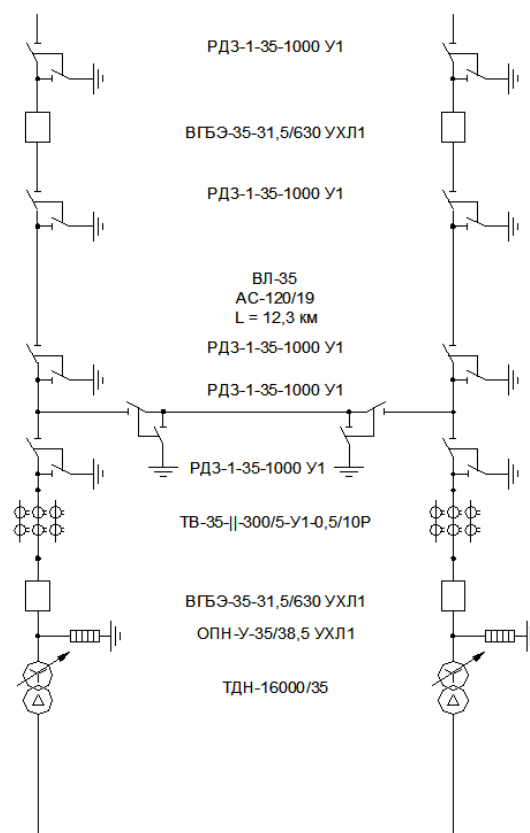 РДЗ-1-35-1000 У1
ВГБЭ-35-31,5/630 УХЛ1
РДЗ-1-35-1000 У1
ВЛ-35
АС-120/19
L = 12,3 км
РДЗ-1-35-1000 У1
РДЗ-1-35-1000 У1
РДЗ-1-35-1000 У1
ТВ-35-||-300/5-У1-0,5/10Р
ВГБЭ-35-31,5/630 УХЛ1
ОПН-У-35/38,5 УХЛ1
ТДН-16000/35